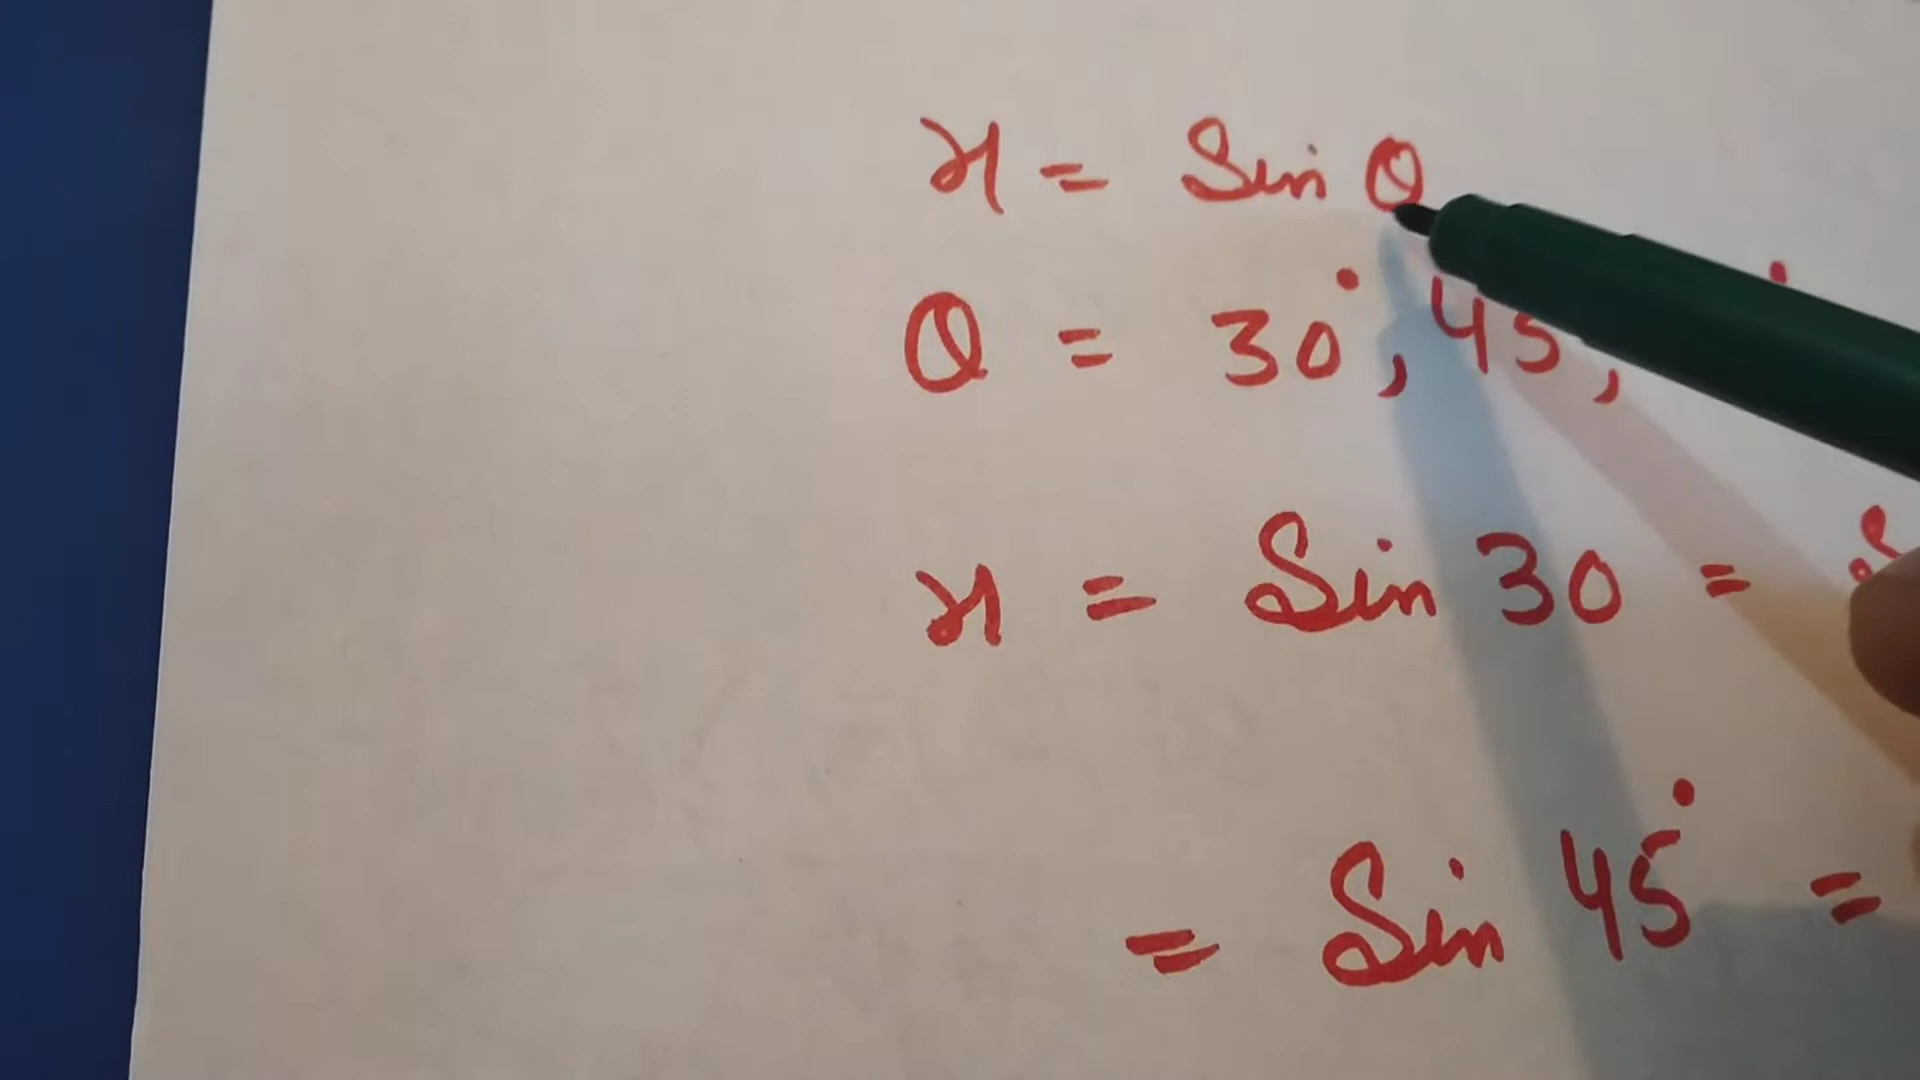 x = Sin θ
θ = 30°, 45,
x = Sin 30 =
= Sin 45° =